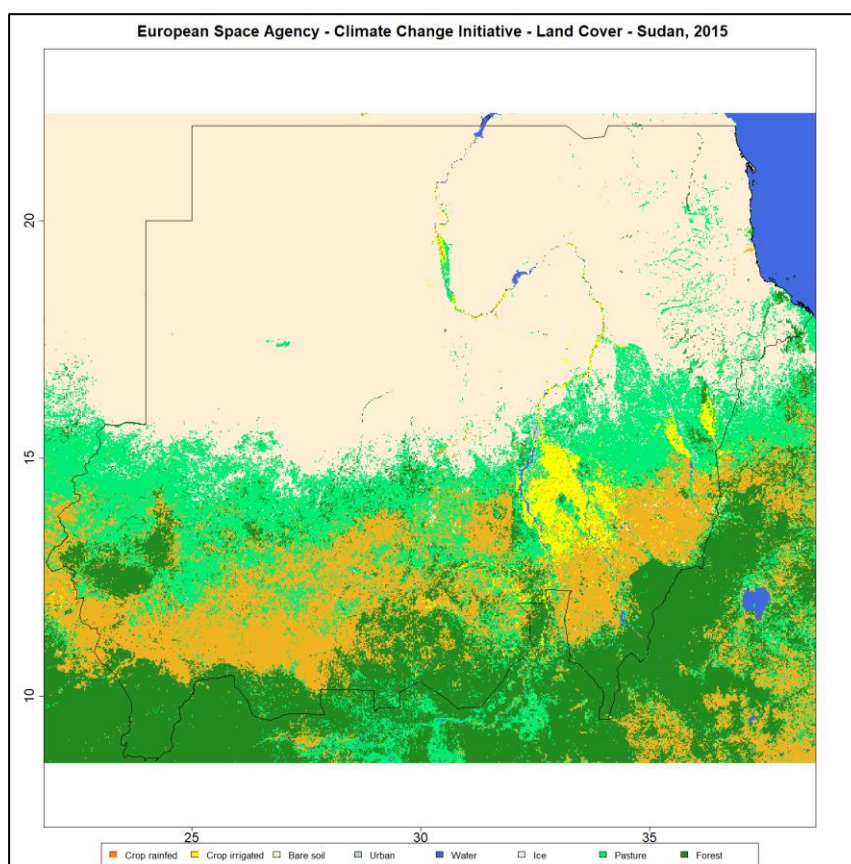 European Space Agency - Climate Change Initiative - Land Cover - Sudan, 2015
20
15
10
25 30 35
Crop rainfed Crop irrigated Bare soil Urban Water Ice Pasture Forest